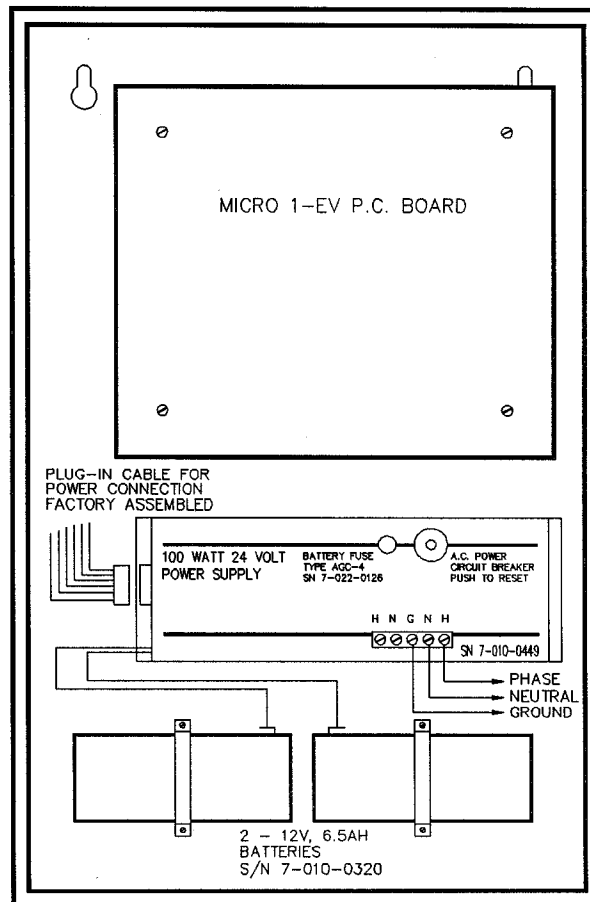 MICRO 1-EV P.C. BOARD
PLUG-IN CABLE FOR
POWER CONNECTION
FACTORY ASSEMBLED
100 WATT 24 VOLT
POWER SUPPLY
BATTERY FUSE
TYPE AGC-4
SN 7-022-0126
A.C. POWER
CIRCUIT BREAKER
PUSH TO RESET
H N G N H
SN 7-010-0449
PHASE
NEUTRAL
GROUND
2 - 12V, 6.5AH
BATTERIES
S/N 7-010-0320